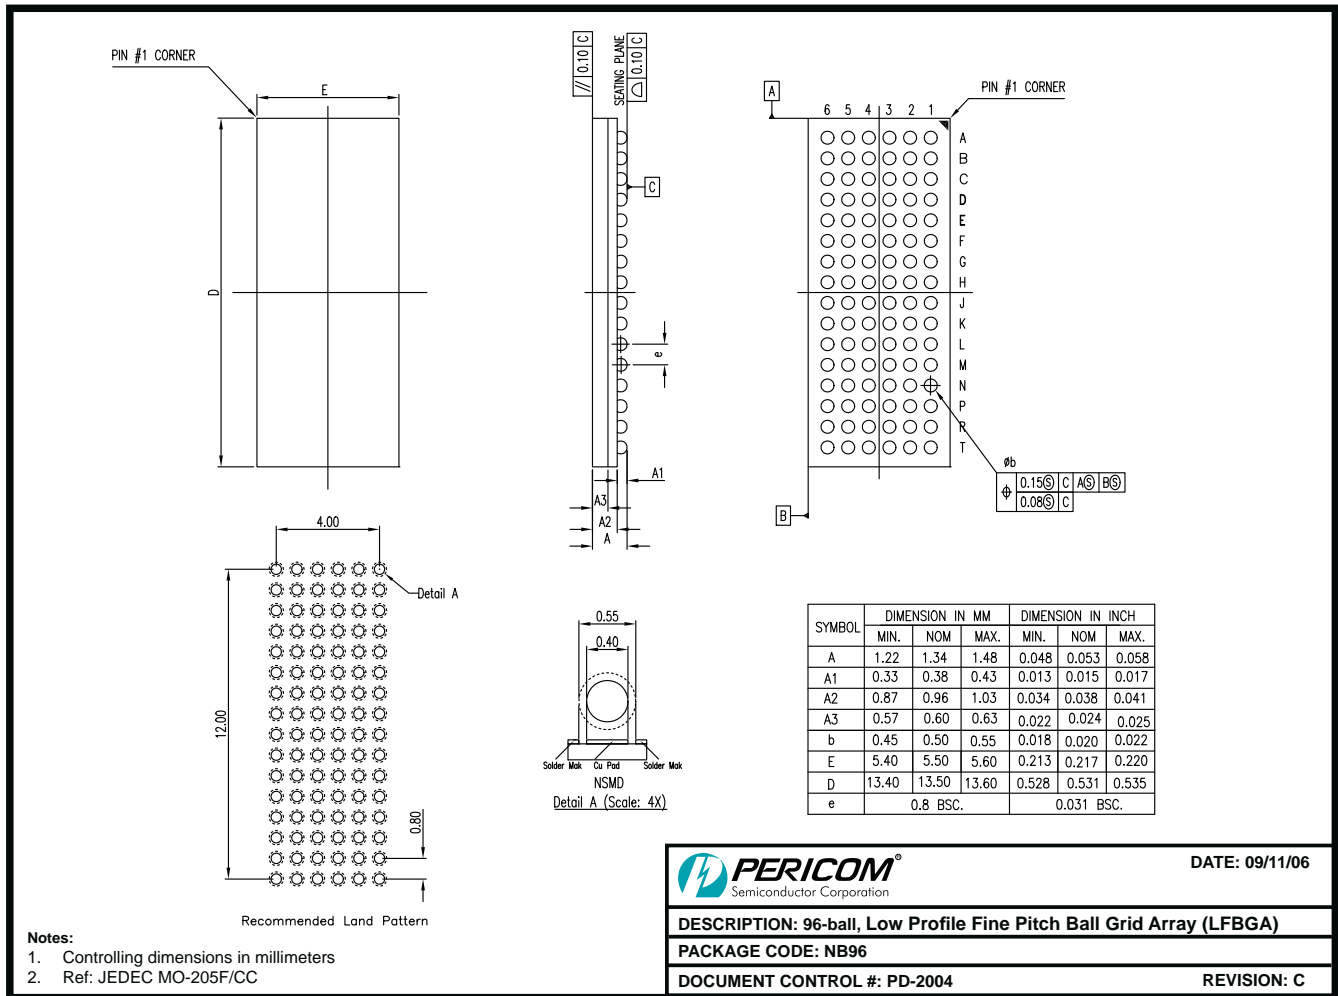 PIN #1 CORNER
E
D
// 0.10 C
SEATING PLANE
0.10 C
C
e
A1
A3
A2
A
A
PIN #1 CORNER
6 5 4 3 2 1
A
B
C
D
E
F
G
H
J
K
L
M
N
P
R
T
B
øb
0.15Ⓢ C AⓈ BⓈ
0.08Ⓢ C
4.00
Detail A
12.00
0.80
Recommended Land Pattern
0.55
0.40
Solder Mak Cu Pad Solder Mak
NSMD
Detail A (Scale: 4X)
SYMBOL DIMENSION IN MM DIMENSION IN INCH
MIN. NOM MAX. MIN. NOM MAX.
A 1.22 1.34 1.48 0.048 0.053 0.058
A1 0.33 0.38 0.43 0.013 0.015 0.017
A2 0.87 0.96 1.03 0.034 0.038 0.041
A3 0.57 0.60 0.63 0.022 0.024 0.025
b 0.45 0.50 0.55 0.018 0.020 0.022
E 5.40 5.50 5.60 0.213 0.217 0.220
D 13.40 13.50 13.60 0.528 0.531 0.535
e 0.8 BSC. 0.031 BSC.
Notes:
1. Controlling dimensions in millimeters
2. Ref: JEDEC MO-205F/CC
PERICOM®
Semiconductor Corporation
DATE: 09/11/06
DESCRIPTION: 96-ball, Low Profile Fine Pitch Ball Grid Array (LFBGA)
PACKAGE CODE: NB96
DOCUMENT CONTROL #: PD-2004 REVISION: C